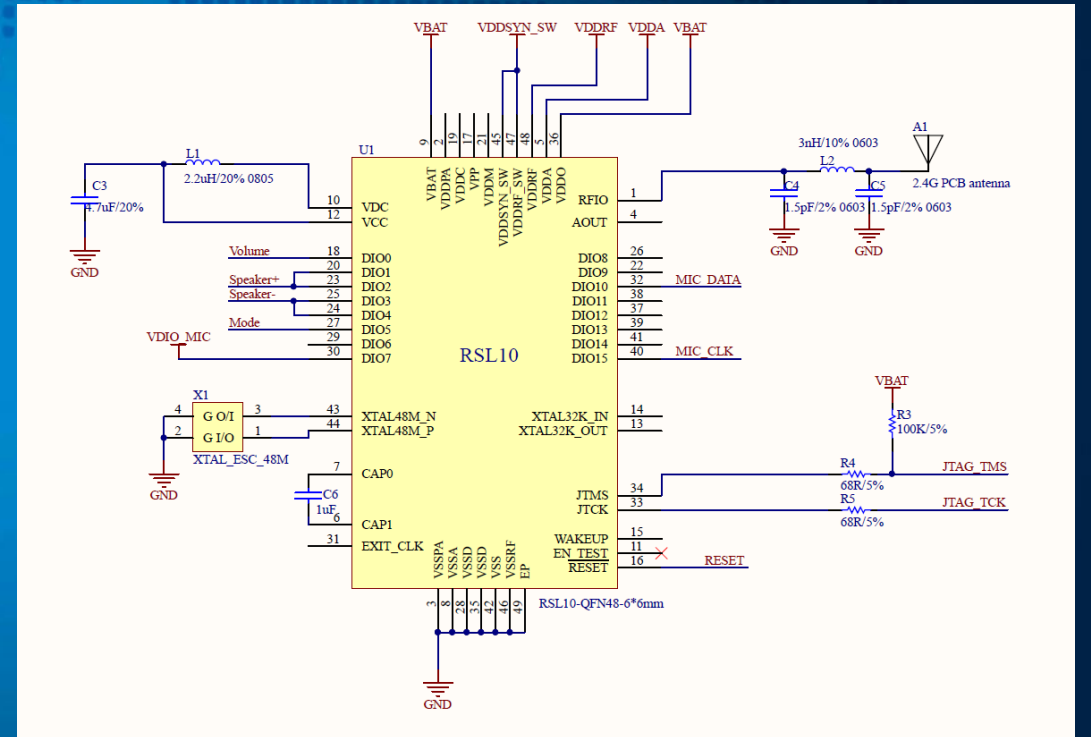 VBAT
VDDSYN_SW
VDDRF
VDDA
VBAT
9
2
19
17
21
45
47
48
5
36
U1
VBAT
VDDPA
VDDC
VPP
VDDM
VDDSYN_SW
VDDRF_SW
VDDRF
VDDA
VDDO
L1
2.2uH/20% 0805
C3
4.7uF/20%
GND
10 VDC
12 VCC
RFIO 1
AOUT 4
3nH/10% 0603
L2
A1
2.4G PCB antenna
C4
1.5pF/2% 0603
C5
1.5pF/2% 0603
GND
GND
Volume 18 DIO0
20 DIO1
Speaker+ 23 DIO2
Speaker- 25 DIO3
24 DIO4
Mode 27 DIO5
29 DIO6
VDIO_MIC
30 DIO7
DIO8 26
DIO9 22
DIO10 32 MIC_DATA
DIO11 38
DIO12 37
DIO13 39
DIO14 41
DIO15 40 MIC_CLK
RSL10
X1
4 G O/I 3
2 G I/O 1
XTAL_ESC_48M
GND
43 XTAL48M_N
44 XTAL48M_P
XTAL32K_IN 14
XTAL32K_OUT 13
7 CAP0
C6
1uF
6 CAP1
31 EXIT_CLK
VBAT
R3
100K/5%
R4
68R/5%
JTAG_TMS
R5
68R/5%
JTAG_TCK
JTMS 34
JTCK 33
WAKEUP 15
EN_TEST 11
RESET 16 RESET
VSSPA
VSSA
VSSD
VSSD
VSS
VSSRF
EP
3
8
28
35
42
46
49
RSL10-QFN48-6*6mm
GND